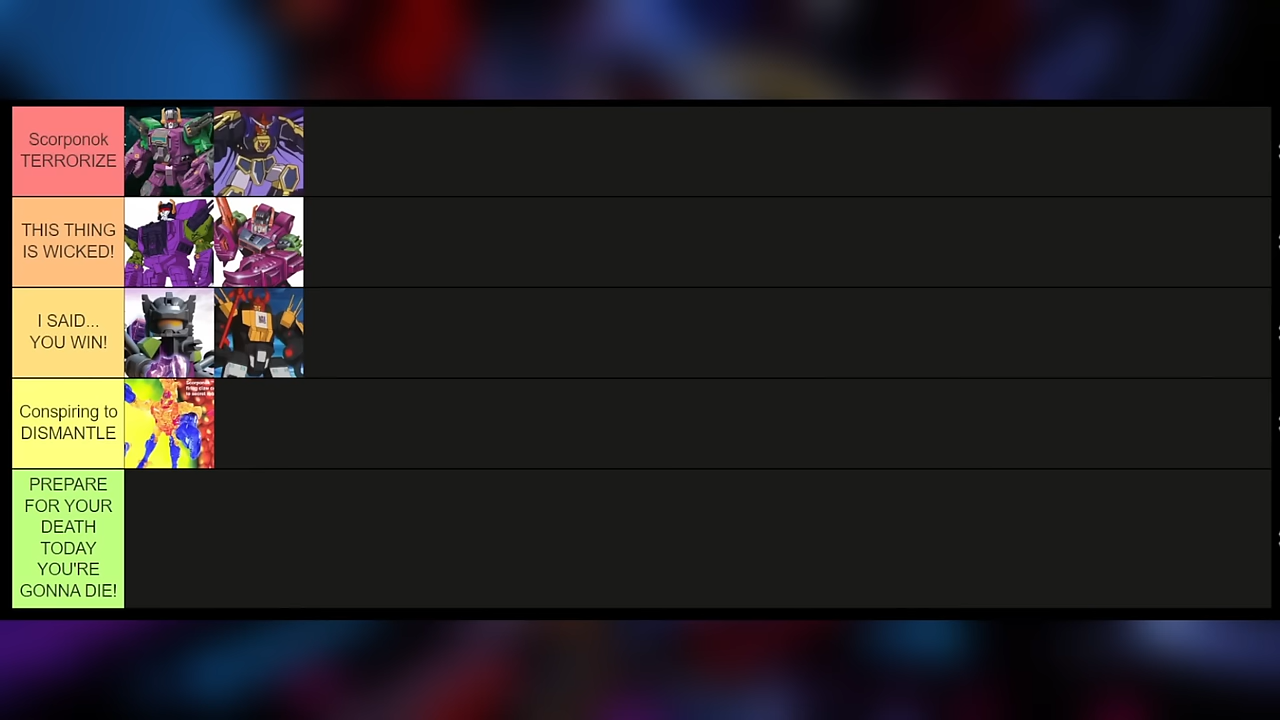 Scorponok
TERRORIZE
THIS THING
IS WICKED!
I SAID...
YOU WIN!
Conspiring to
DISMANTLE
Scorponok
PREPARE
FOR YOUR
DEATH
TODAY
YOU'RE
GONNA DIE!